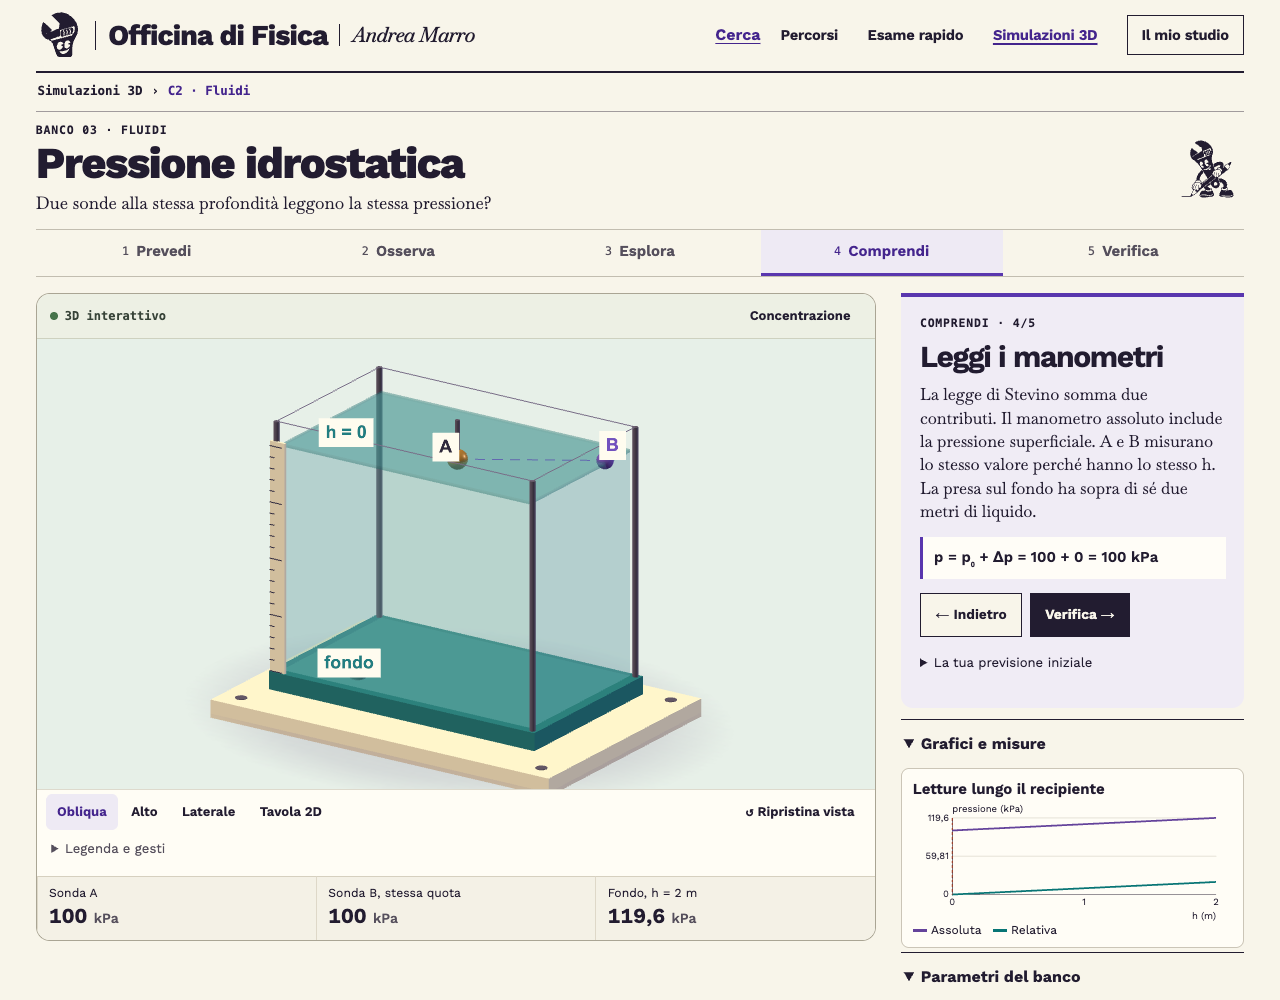 Officina di Fisica
Andrea Marro
Cerca
Percorsi
Esame rapido
Simulazioni 3D
Il mio studio
Simulazioni 3D › C2 · Fluidi
BANCO 03 · FLUIDI
Pressione idrostatica
Due sonde alla stessa profondità leggono la stessa pressione?
1 Prevedi
2 Osserva
3 Esplora
4 Comprendi
5 Verifica
3D interattivo
Concentrazione
h = 0
A
B
fondo
Obliqua
Alto
Laterale
Tavola 2D
↺ Ripristina vista
▶ Legenda e gesti
Sonda A
100 kPa
Sonda B, stessa quota
100 kPa
Fondo, h = 2 m
119,6 kPa
COMPRENDI · 4/5
Leggi i manometri
La legge di Stevino somma due
contributi. Il manometro assoluto include
la pressione superficiale. A e B misurano
lo stesso valore perché hanno lo stesso h.
La presa sul fondo ha sopra di sé due
metri di liquido.
p = p₀ + Δp = 100 + 0 = 100 kPa
← Indietro
Verifica →
▶ La tua previsione iniziale
▼ Grafici e misure
Letture lungo il recipiente
pressione (kPa)
119,6
59,81
0
0
1
2
h (m)
Assoluta
Relativa
▼ Parametri del banco